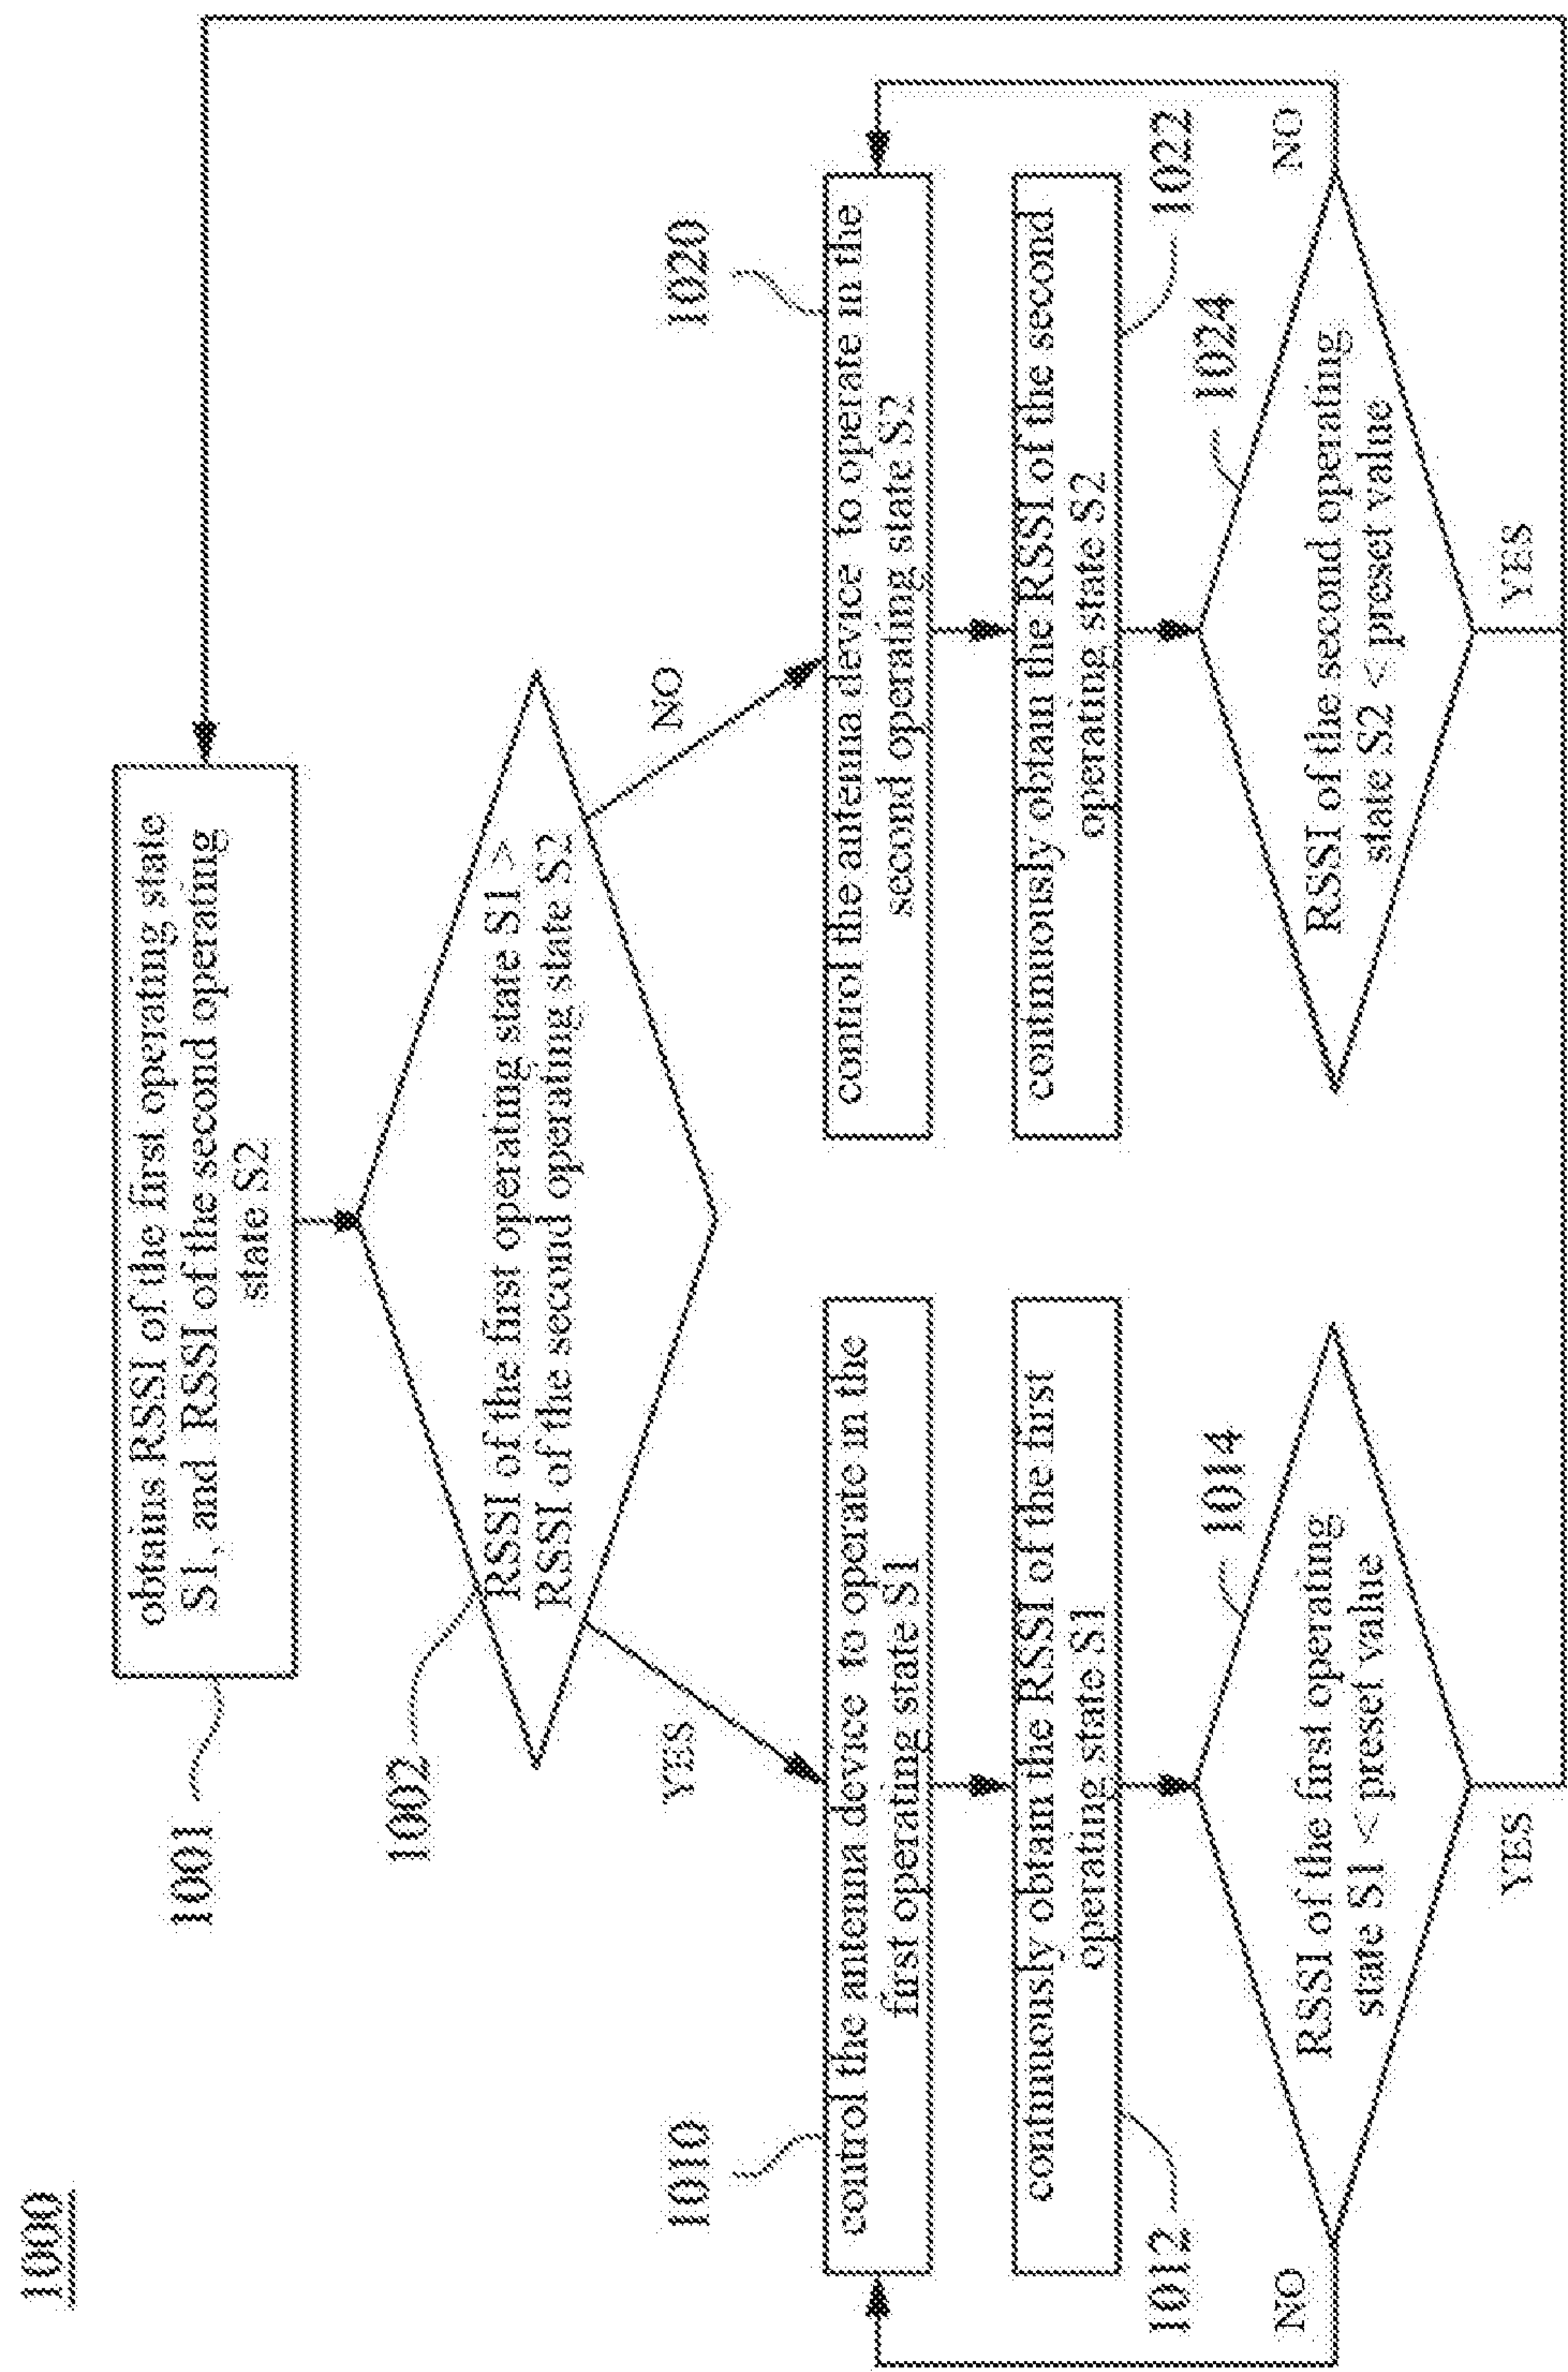 1000
1001
obtains RSSI of the first operating state
S1, and RSSI of the second operating
state S2
1002
RSSI of the first operating state S1 >
RSSI of the second operating state S2
YES
NO
1010
control the antenna device to operate in the
first operating state S1
1020
control the antenna device to operate in the
second operating state S2
1012
continuously obtain the RSSI of the first
operating state S1
1022
continuously obtain the RSSI of the second
operating state S2
1014
RSSI of the first operating
state S1 < preset value
NO
YES
1024
RSSI of the second operating
state S2 < preset value
NO
YES